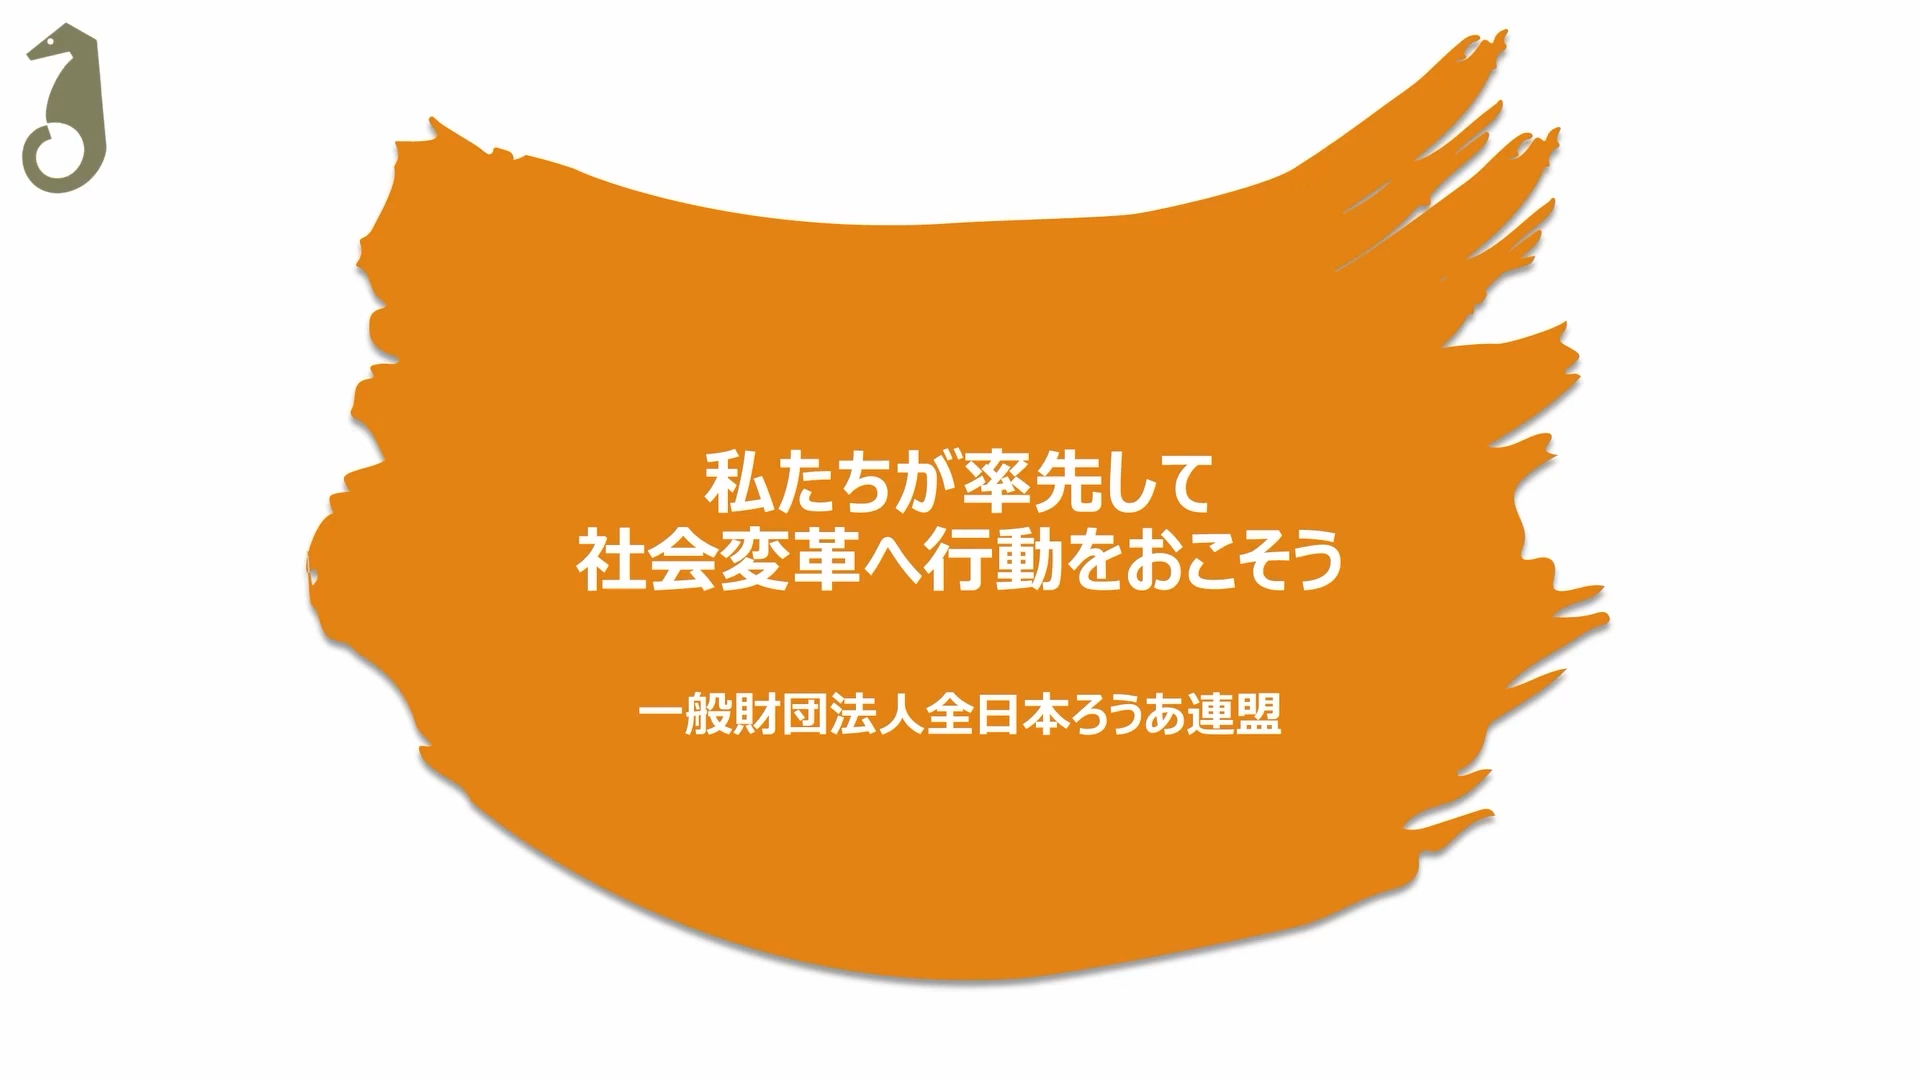 私たちが率先して
社会変革へ行動をおこそう
一般財団法人全日本ろうあ連盟